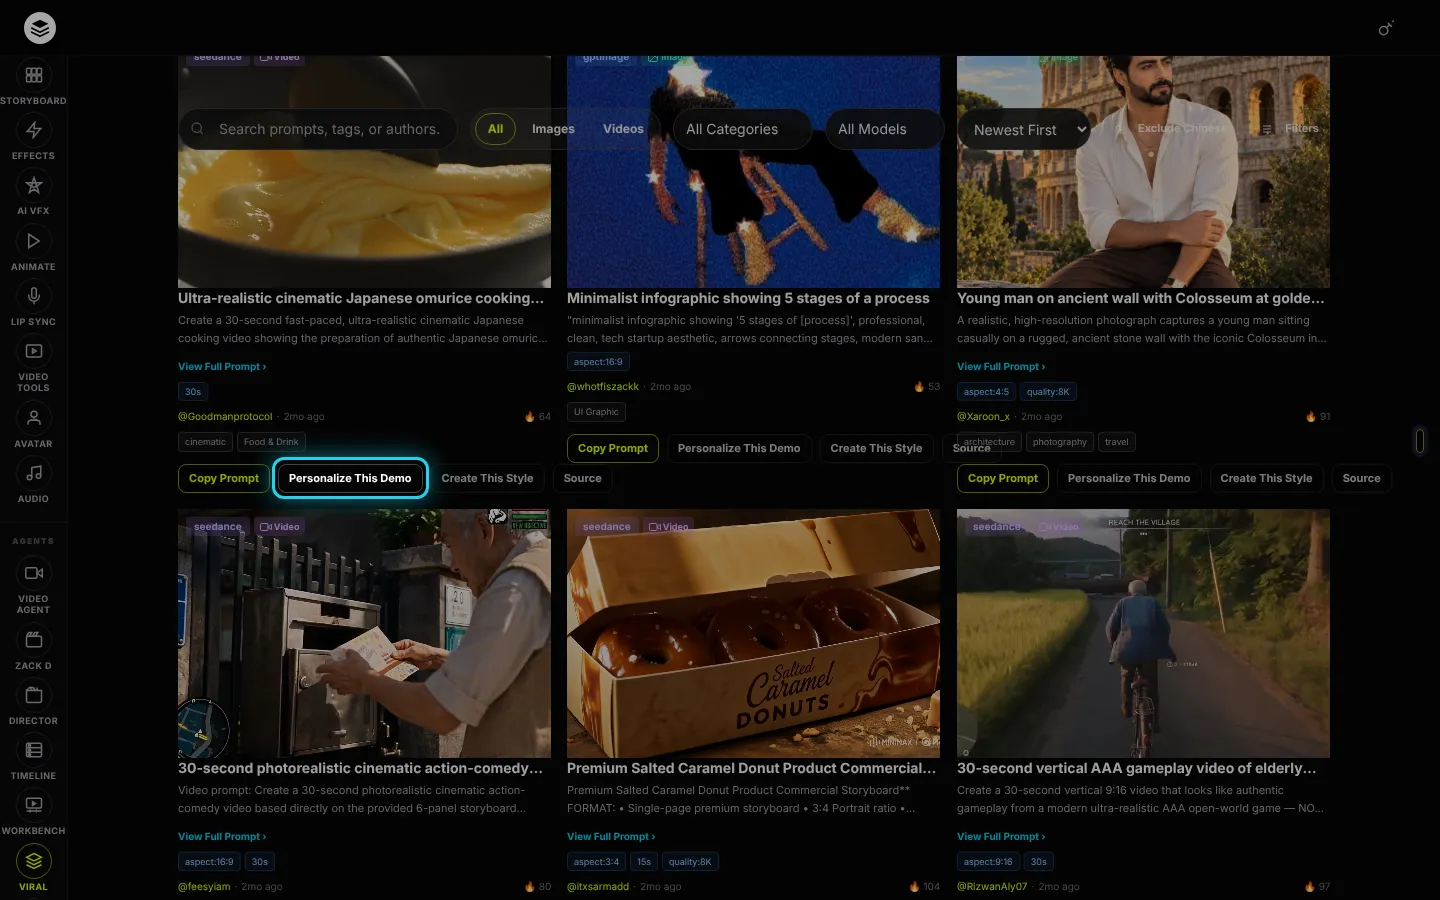 STORYBOARD
EFFECTS
AI VFX
ANIMATE
LIP SYNC
VIDEO
TOOLS
AVATAR
AUDIO
AGENTS
VIDEO
AGENT
ZACK D
DIRECTOR
TIMELINE
WORKBENCH
VIRAL
seedance Video
gptimage Image
Image
Search prompts, tags, or authors.
All Images Videos
All Categories
All Models
Newest First
Exclude Chinese
Filters
Ultra-realistic cinematic Japanese omurice cooking...
Create a 30-second fast-paced, ultra-realistic cinematic Japanese
cooking video showing the preparation of authentic Japanese omuric...
View Full Prompt ›
30s
@Goodmanprotocol · 2mo ago 64
cinematic Food & Drink
Copy Prompt Personalize This Demo Create This Style Source
Minimalist infographic showing 5 stages of a process
"minimalist infographic showing '5 stages of [process]', professional,
clean, tech startup aesthetic, arrows connecting stages, modern san...
aspect:16:9
@whotfiszackk · 2mo ago 53
UI Graphic
Copy Prompt Personalize This Demo Create This Style Source
Young man on ancient wall with Colosseum at golde...
A realistic, high-resolution photograph captures a young man sitting
casually on a rugged, ancient stone wall with the iconic Colosseum in...
View Full Prompt ›
aspect:4:5 quality:8K
@Xaroon_x · 2mo ago 91
architecture photography travel
Copy Prompt Personalize This Demo Create This Style Source
seedance Video
30-second photorealistic cinematic action-comedy...
Video prompt: Create a 30-second photorealistic cinematic action-
comedy video based directly on the provided 6-panel storyboard...
View Full Prompt ›
aspect:16:9 30s
@feesyiam · 2mo ago 80
seedance Video
Salted
Caramel
DONUTS
MINIMAX
Premium Salted Caramel Donut Product Commercial...
Premium Salted Caramel Donut Product Commercial Storyboard**
FORMAT: • Single-page premium storyboard • 3:4 Portrait ratio •...
View Full Prompt ›
aspect:3:4 15s quality:8K
@itxsarmadd · 2mo ago 104
seedance Video
REACH THE VILLAGE
30-second vertical AAA gameplay video of elderly...
Create a 30-second vertical 9:16 video that looks like authentic
gameplay from a modern ultra-realistic AAA open-world game — NO...
View Full Prompt ›
aspect:9:16 30s
@RizwanAly07 · 2mo ago 97